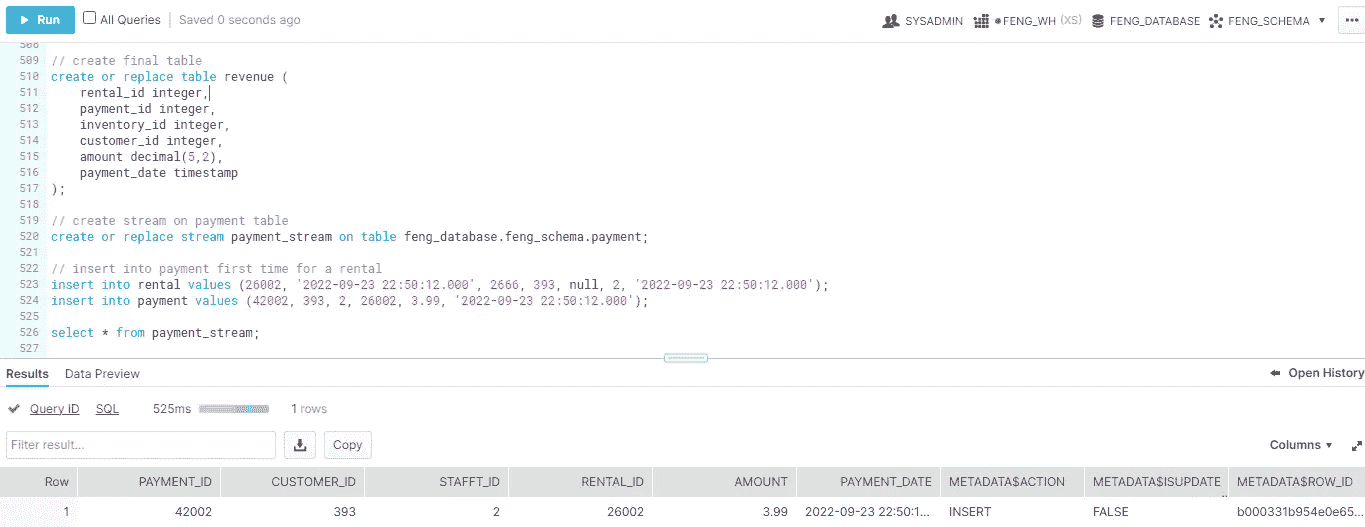 Run All Queries Saved 0 seconds ago SYSADMIN FENG_WH (XS) FENG_DATABASE FENG_SCHEMA
508
509 // create final table
510 create or replace table revenue (
511 rental_id integer,
512 payment_id integer,
513 inventory_id integer,
514 customer_id integer,
515 amount decimal(5,2),
516 payment_date timestamp
517 );
518
519 // create stream on payment table
520 create or replace stream payment_stream on table feng_database.feng_schema.payment;
521
522 // insert into payment first time for a rental
523 insert into rental values (26002, '2022-09-23 22:50:12.000', 2666, 393, null, 2, '2022-09-23 22:50:12.000');
524 insert into payment values (42002, 393, 2, 26002, 3.99, '2022-09-23 22:50:12.000');
525
526 select * from payment_stream;
527
Results Data Preview Open History
Query ID SQL 525ms 1 rows
Filter result... Copy Columns
Row PAYMENT_ID CUSTOMER_ID STAFFT_ID RENTAL_ID AMOUNT PAYMENT_DATE METADATA$ACTION METADATA$ISUPDATE METADATA$ROW_ID
1 42002 393 2 26002 3.99 2022-09-23 22:50:1... INSERT FALSE b000331b954e0e65...